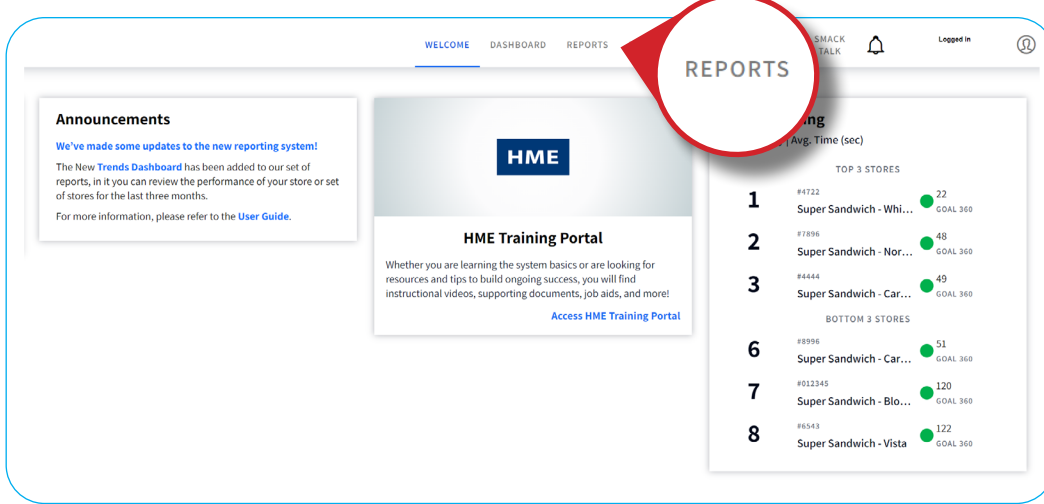 WELCOME DASHBOARD REPORTS
REPORTS
SMACK
TALK
Logged in
Announcements
We've made some updates to the new reporting system!
The New Trends Dashboard has been added to our set of
reports, in it you can review the performance of your store or set
of stores for the last three months.
For more information, please refer to the User Guide.
HME
HME Training Portal
Whether you are learning the system basics or are looking for
resources and tips to build ongoing success, you will find
instructional videos, supporting documents, job aids, and more!
Access HME Training Portal
| Avg. Time (sec)
TOP 3 STORES
1
#4722
Super Sandwich - Whi...
22
GOAL 360
2
#7896
Super Sandwich - Nor...
48
GOAL 360
3
#4444
Super Sandwich - Car...
49
GOAL 360
BOTTOM 3 STORES
6
#8996
Super Sandwich - Car...
51
GOAL 360
7
#012345
Super Sandwich - Blo...
120
GOAL 360
8
#6543
Super Sandwich - Vista
122
GOAL 360